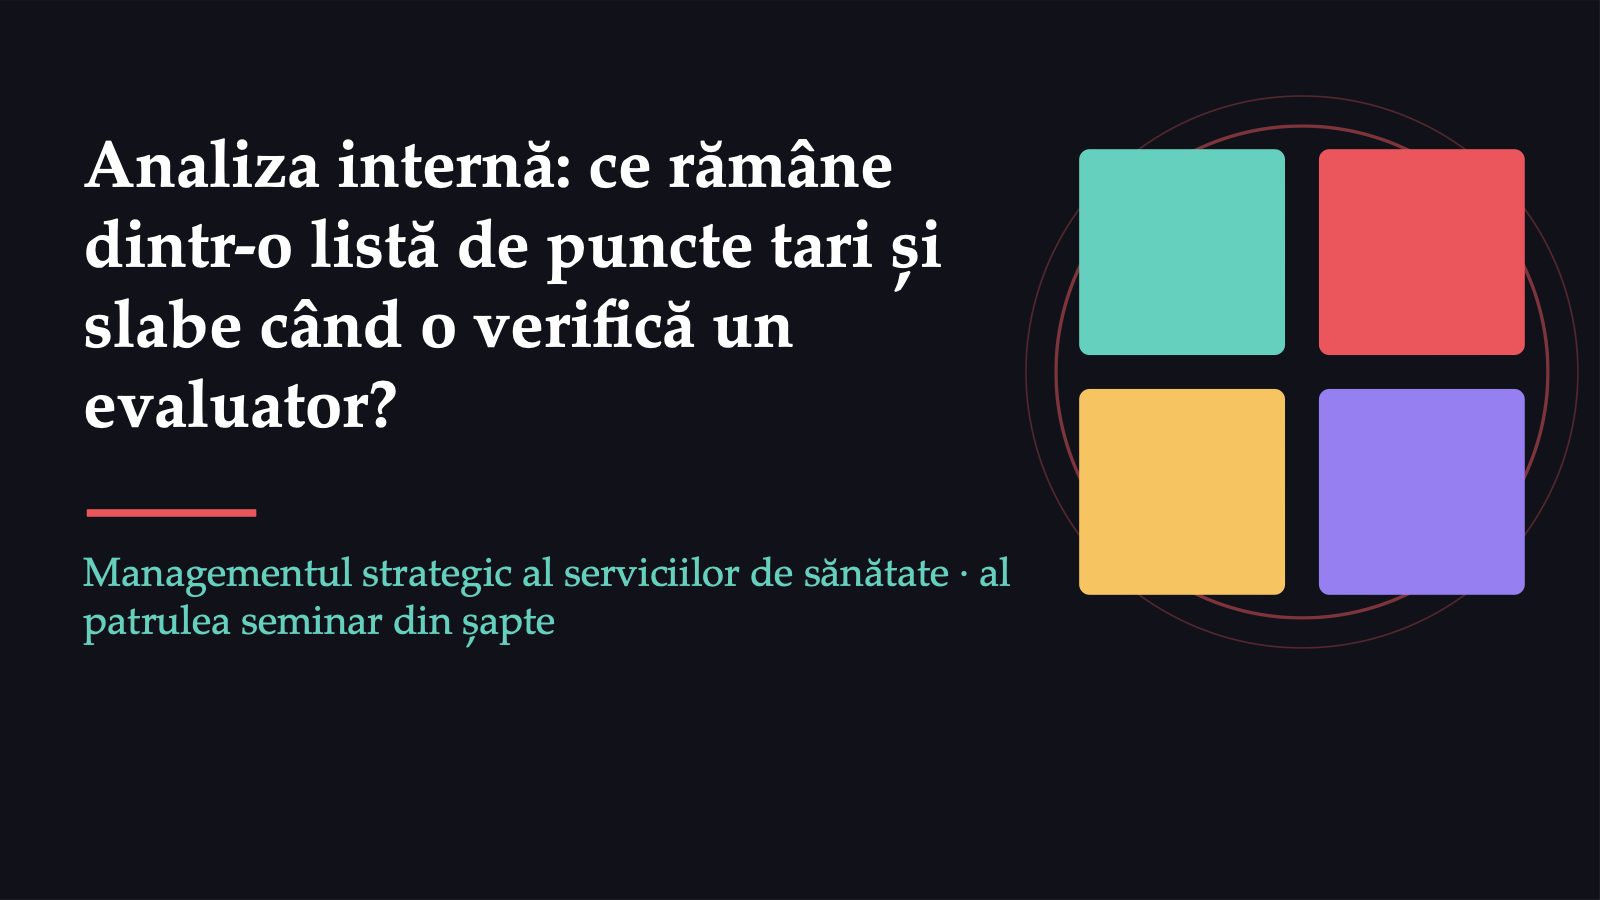 Analiza internă: ce rămâne
dintr-o listă de puncte tari și
slabe când o verifică un
evaluator?
Managementul strategic al serviciilor de sănătate · al
patrulea seminar din șapte